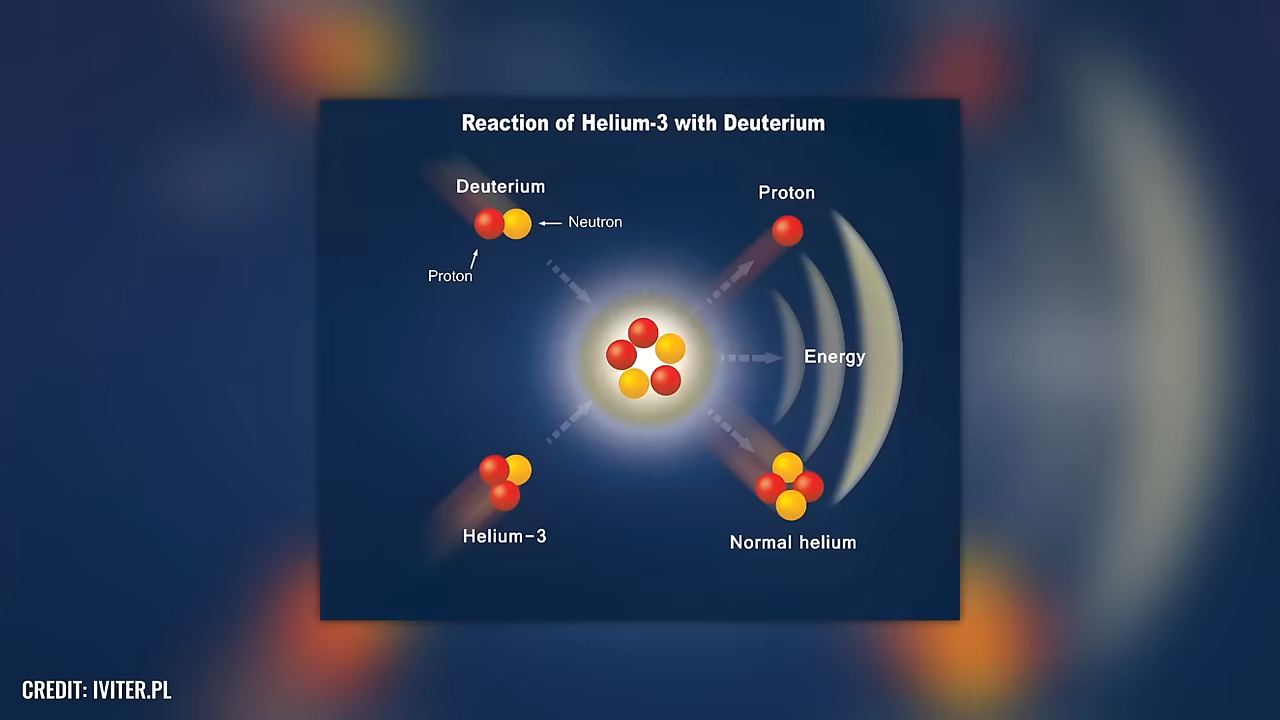 Reaction of Helium-3 with Deuterium
Deuterium
Proton
Neutron
Proton
Energy
Helium-3
Normal helium
CREDIT: IVITER.PL